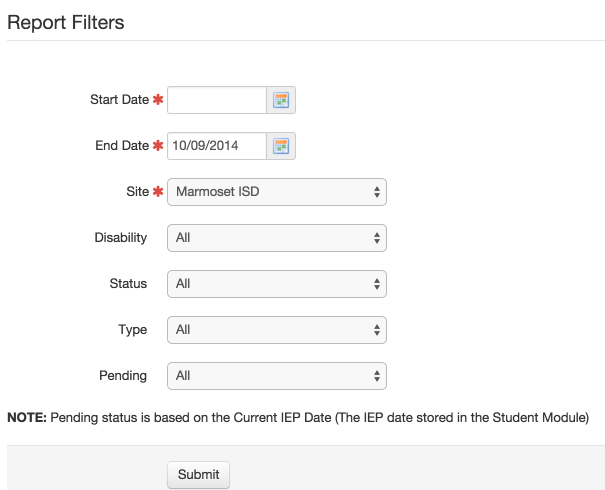 Report Filters
Start Date ✱
End Date ✱ 10/09/2014
Site ✱ Marmoset ISD
Disability All
Status All
Type All
Pending All
NOTE: Pending status is based on the Current IEP Date (The IEP date stored in the Student Module)
Submit